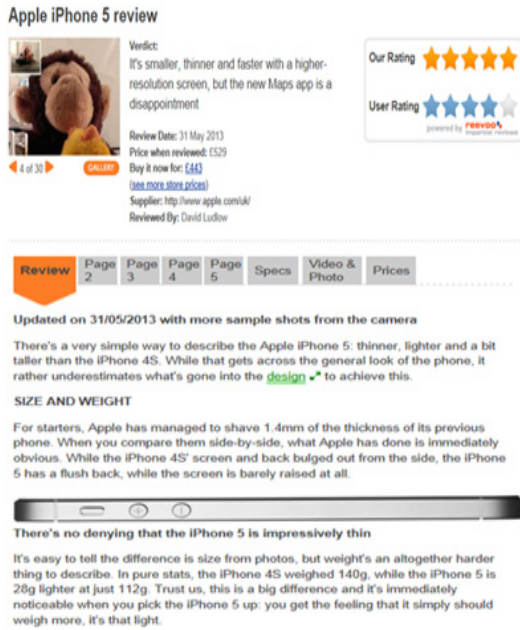 Apple iPhone 5 review
Verdict:
It's smaller, thinner and faster with a higher-
resolution screen, but the new Maps app is a
disappointment
Review Date: 31 May 2013
Price when reviewed: £529
Buy it now for: £443
(see more store prices)
Supplier: http://www.apple.com/uk/
Reviewed By: David Ludlow
4 of 30
GALLERY
Our Rating
User Rating
powered by reevoo
impartial reviews
Review
Page 2
Page 3
Page 4
Page 5
Specs
Video & Photo
Prices
Updated on 31/05/2013 with more sample shots from the camera
There's a very simple way to describe the Apple iPhone 5: thinner, lighter and a bit
taller than the iPhone 4S. While that gets across the general look of the phone, it
rather underestimates what's gone into the design to achieve this.
SIZE AND WEIGHT
For starters, Apple has managed to shave 1.4mm of the thickness of its previous
phone. When you compare them side-by-side, what Apple has done is immediately
obvious. While the iPhone 4S' screen and back bulged out from the side, the iPhone
5 has a flush back, while the screen is barely raised at all.
There's no denying that the iPhone 5 is impressively thin
It's easy to tell the difference is size from photos, but weight's an altogether harder
thing to describe. In pure stats, the iPhone 4S weighed 140g, while the iPhone 5 is
28g lighter at just 112g. Trust us, this is a big difference and it's immediately
noticeable when you pick the iPhone 5 up: you get the feeling that it simply should
weigh more, it's that light.